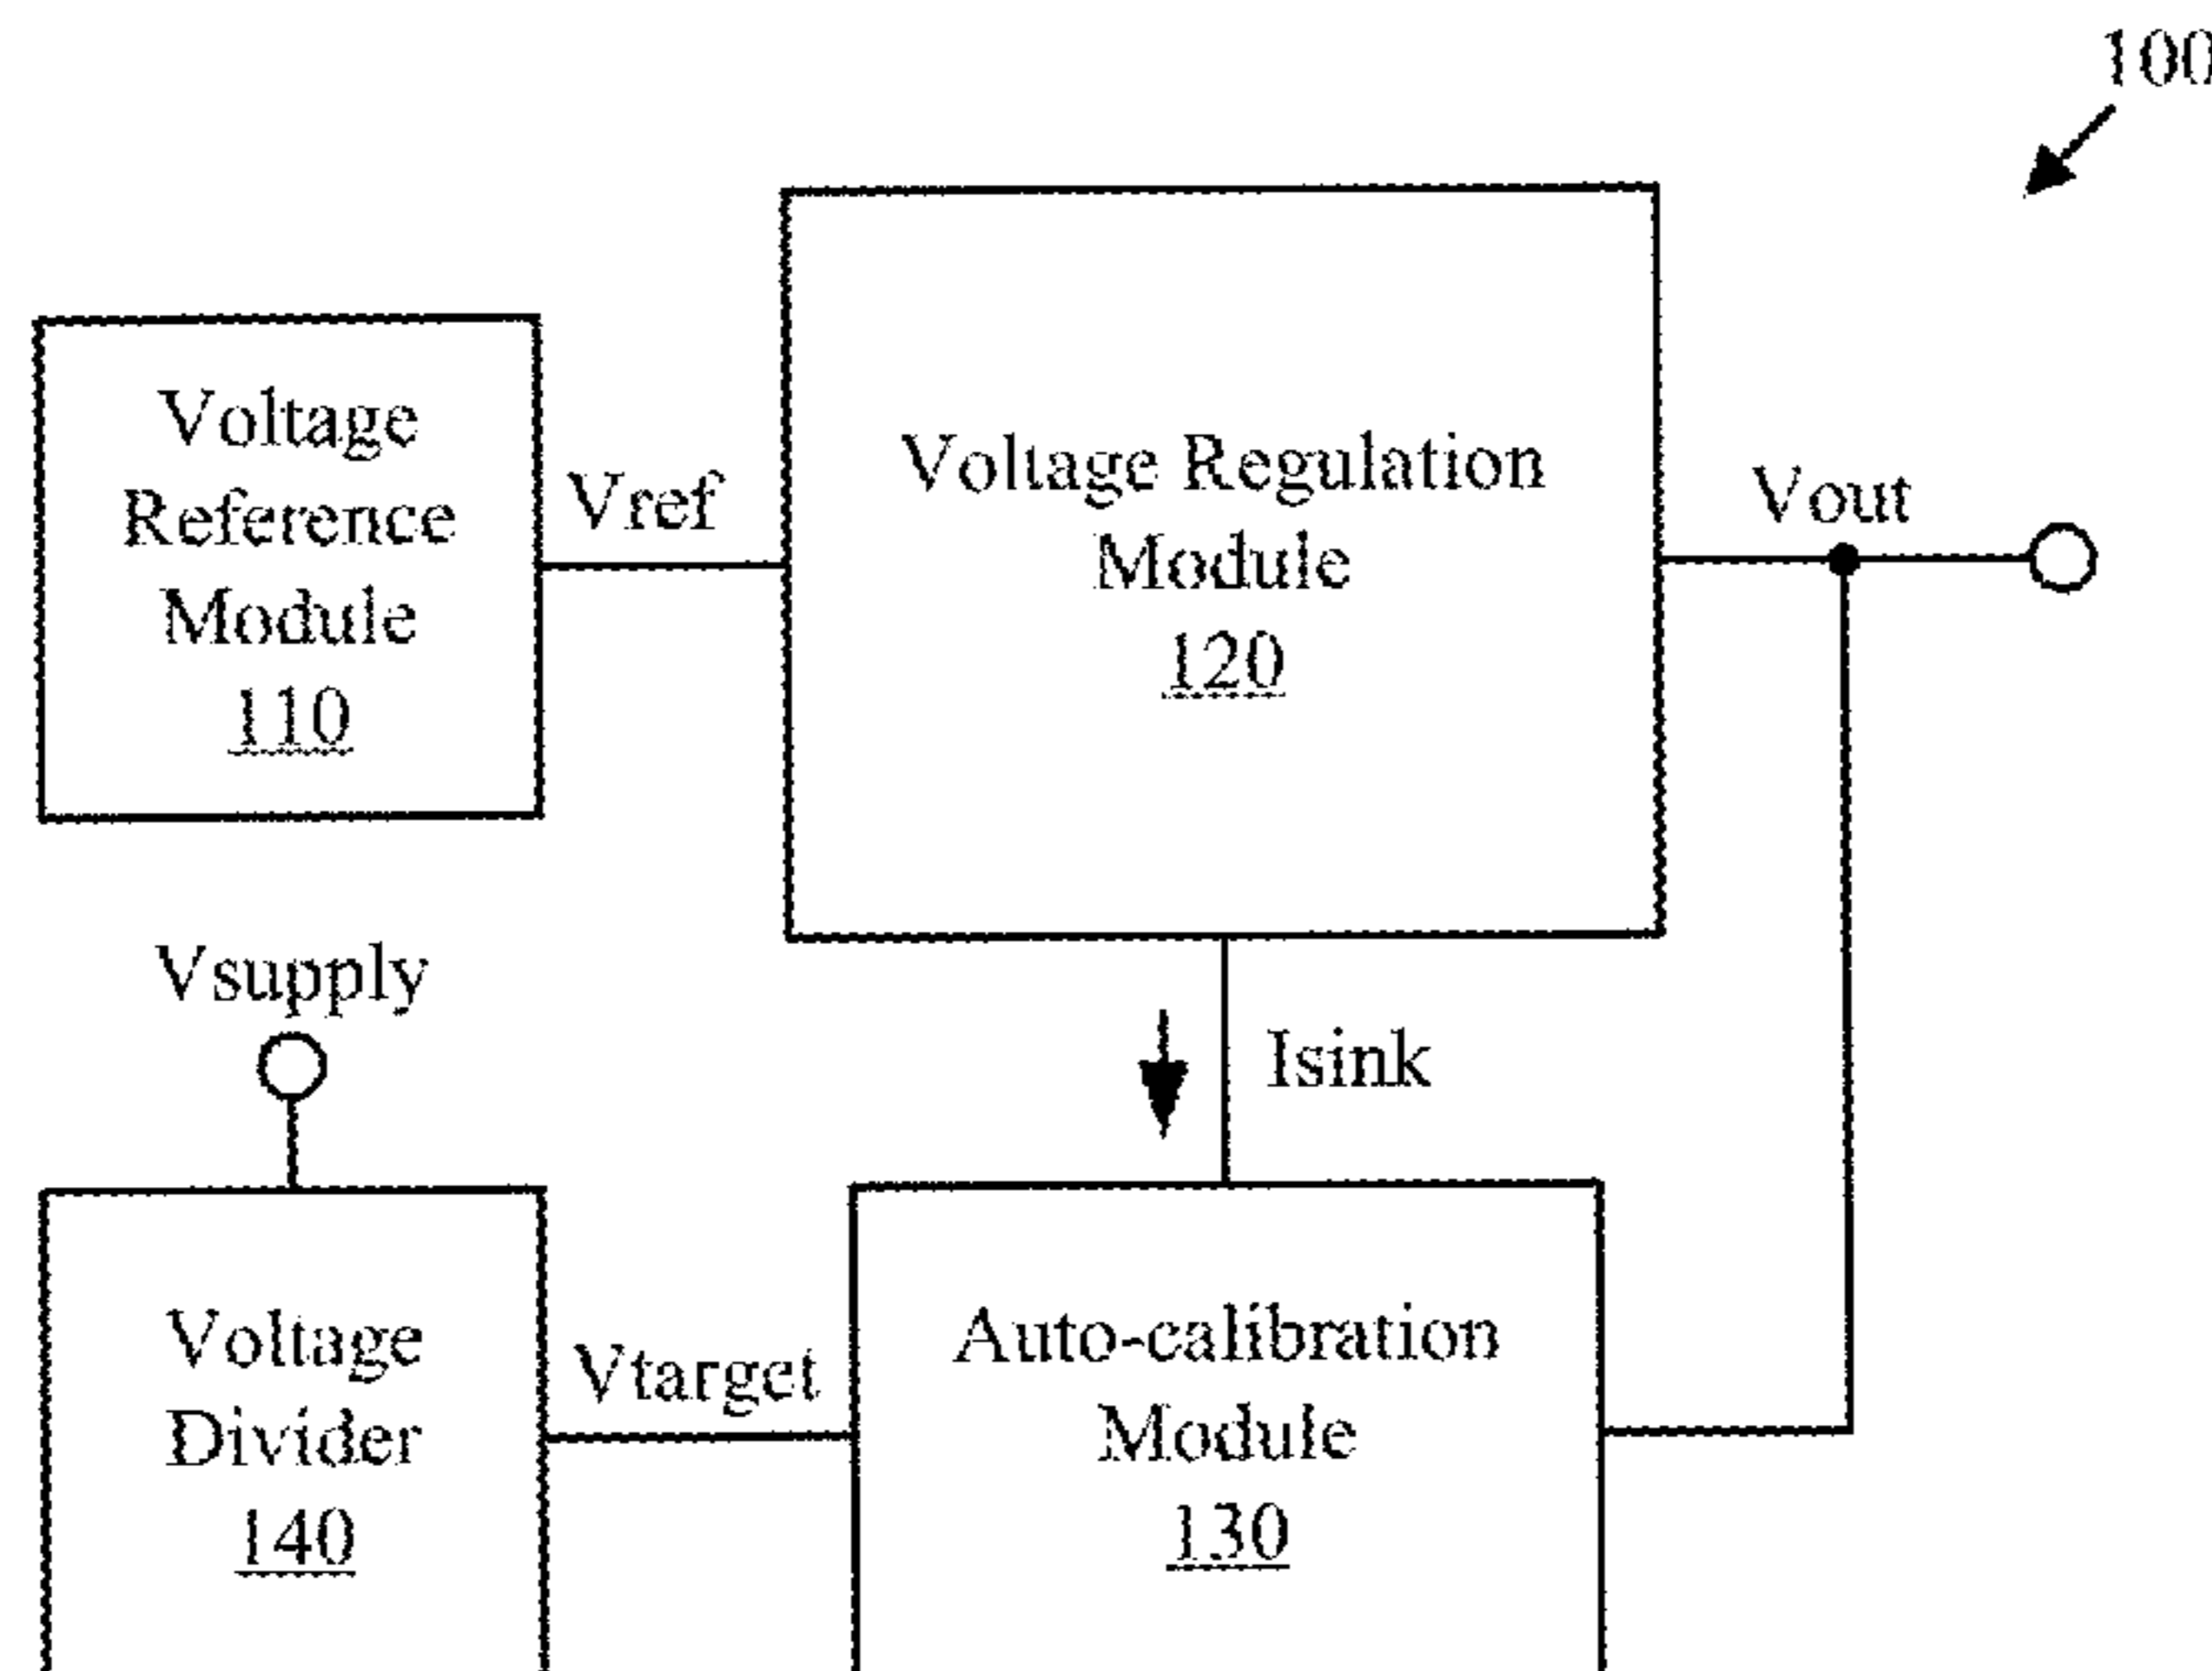 100
Voltage
Reference
Module
110
Vref
Voltage Regulation
Module
120
Vout
Vsupply
Isink
Voltage
Divider
140
Vtarget
Auto-calibration
Module
130